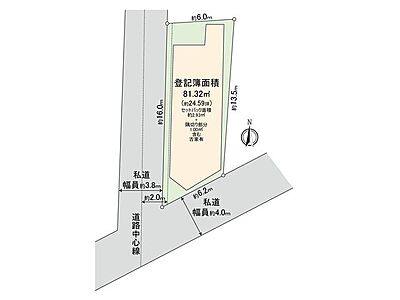 約6.0m
登記簿面積
81.32㎡
(約24.59坪)
セットバック面積
約2.93㎡
隅切り部分
1.00㎡
含む
古家有
約16.0m
約13.5m
N
私道
幅員約3.8m
約2.0m
約6.2m
私道
幅員約4.0m
道路中心線